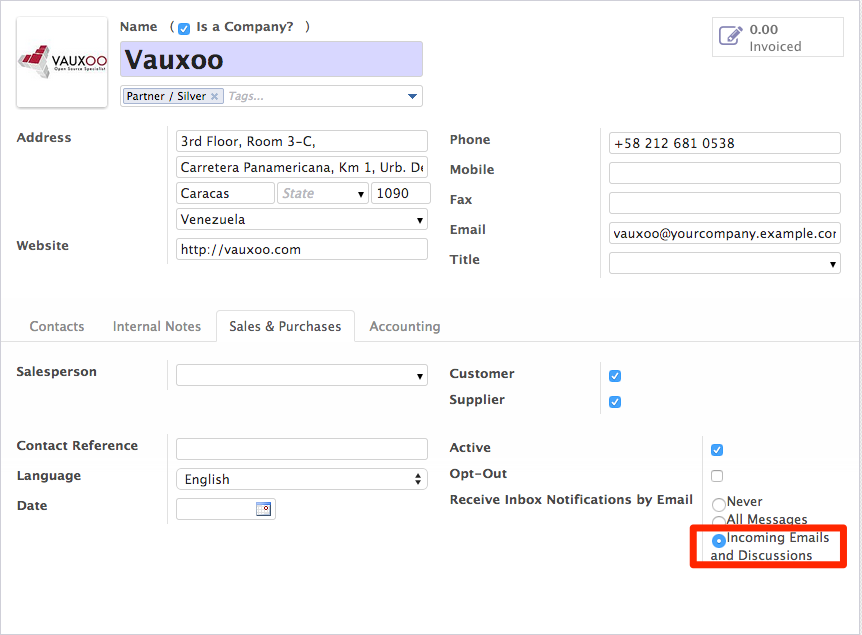 Name ( Is a Company? )
0.00
Invoiced
VAUXOO
Open Source Specialist
Vauxoo
Partner / Silver × Tags...
Address
3rd Floor, Room 3-C,
Carretera Panamericana, Km 1, Urb. De
Caracas State 1090
Venezuela
Website http://vauxoo.com
Phone +58 212 681 0538
Mobile
Fax
Email vauxoo@yourcompany.example.cor
Title
Contacts Internal Notes Sales & Purchases Accounting
Salesperson
Customer
Supplier
Contact Reference
Language English
Date
Active
Opt-Out
Receive Inbox Notifications by Email Never
All Messages
Incoming Emails
and Discussions